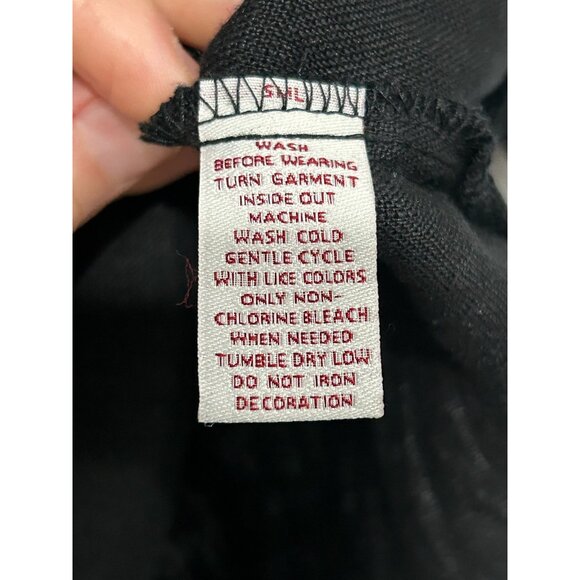 SML
WASH
BEFORE WEARING
TURN GARMENT
INSIDE OUT
MACHINE
WASH COLD
GENTLE CYCLE
WITH LIKE COLORS
ONLY NON-
CHLORINE BLEACH
WHEN NEEDED
TUMBLE DRY LOW
DO NOT IRON
DECORATION